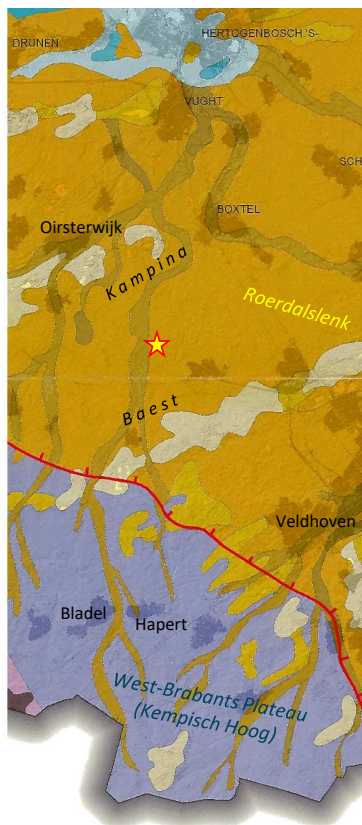 DRUNEN
HERTOGENBOSCH,'S-
VUGHT
SCH
BOXTEL
Oirsterwijk
Kampina
Roerdalslenk
Baest
Veldhoven
Bladel
Hapert
West-Brabants Plateau
(Kempisch Hoog)